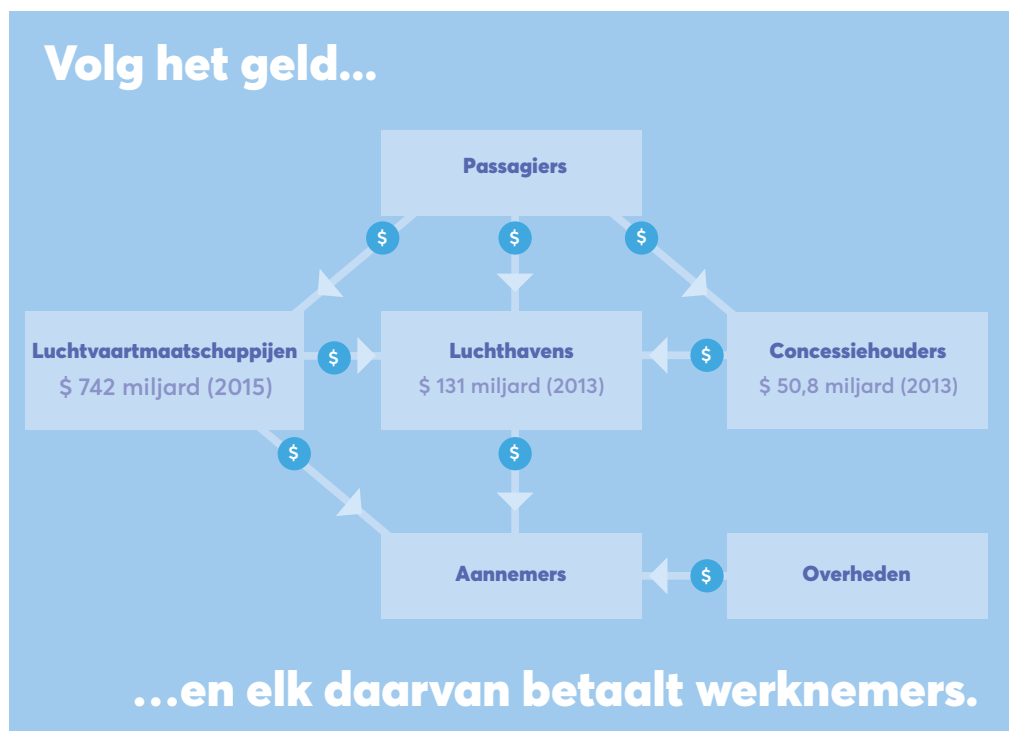 Volg het geld...
Passagiers
$
$
$
Luchtvaartmaatschappijen
$ 742 miljard (2015)
$
Luchthavens
$ 131 miljard (2013)
$
Concessiehouders
$ 50,8 miljard (2013)
$
$
Aannemers
$
Overheden
...en elk daarvan betaalt werknemers.